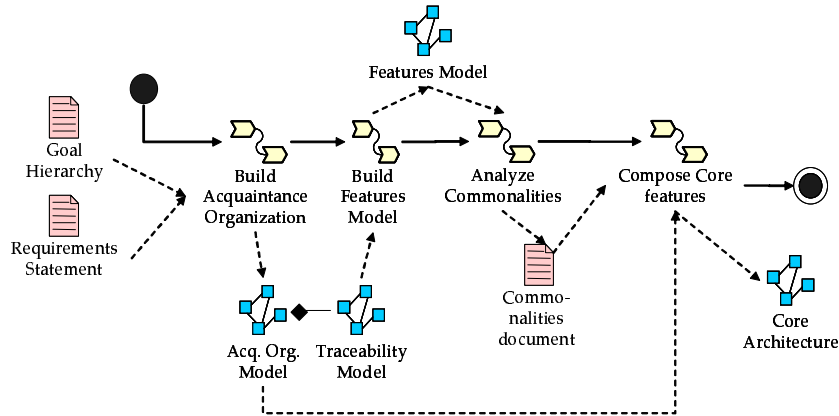 Features Model
Goal
Hierarchy
Requirements
Statement
Build
Acquaintance
Organization
Build
Features
Model
Analyze
Commonalities
Compose Core
features
Acq. Org.
Model
Traceability
Model
Commo-
nalities
document
Core
Architecture